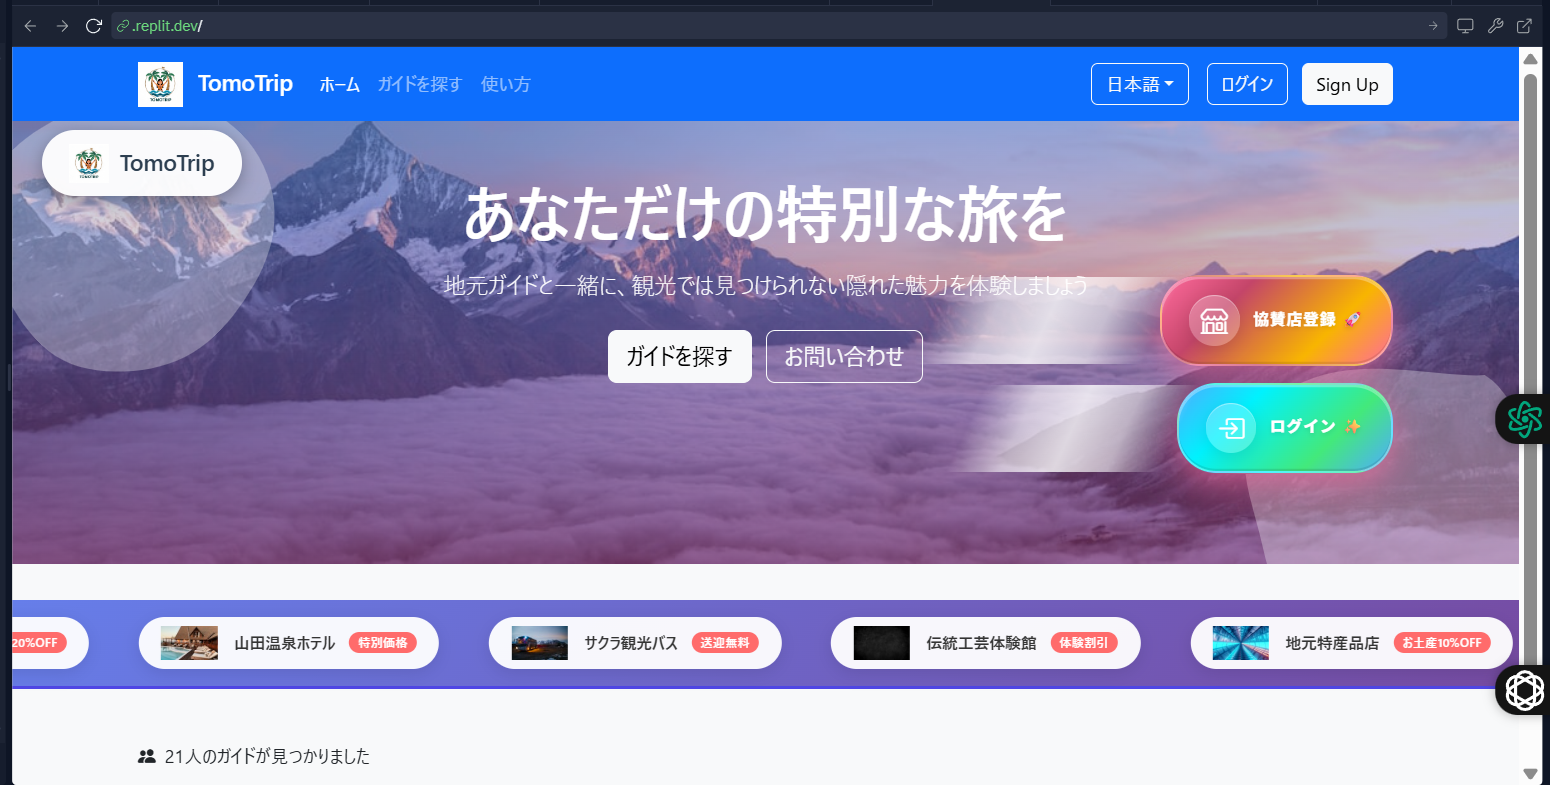 .replit.dev/
TomoTrip ホーム ガイドを探す 使い方 日本語 ログイン Sign Up
TomoTrip
あなただけの特別な旅を
地元ガイドと一緒に、観光では見つけられない隠れた魅力を体験しましょう
ガイドを探す お問い合わせ
協賛店登録 🚀
ログイン ✨
20%OFF 山田温泉ホテル 特別価格 サクラ観光バス 送迎無料 伝統工芸体験館 体験割引 地元特産品店 お土産10%OFF
21人のガイドが見つかりました